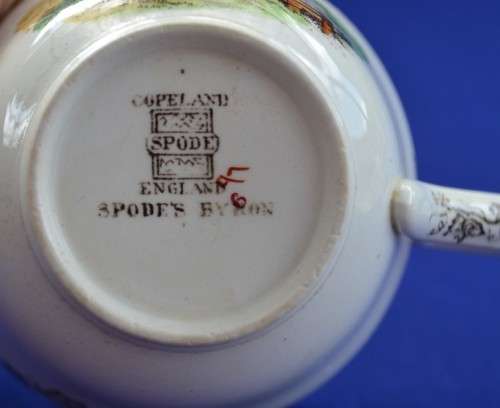 COPELAND
SPODE
ENGLAND
SPODE'S BYRON